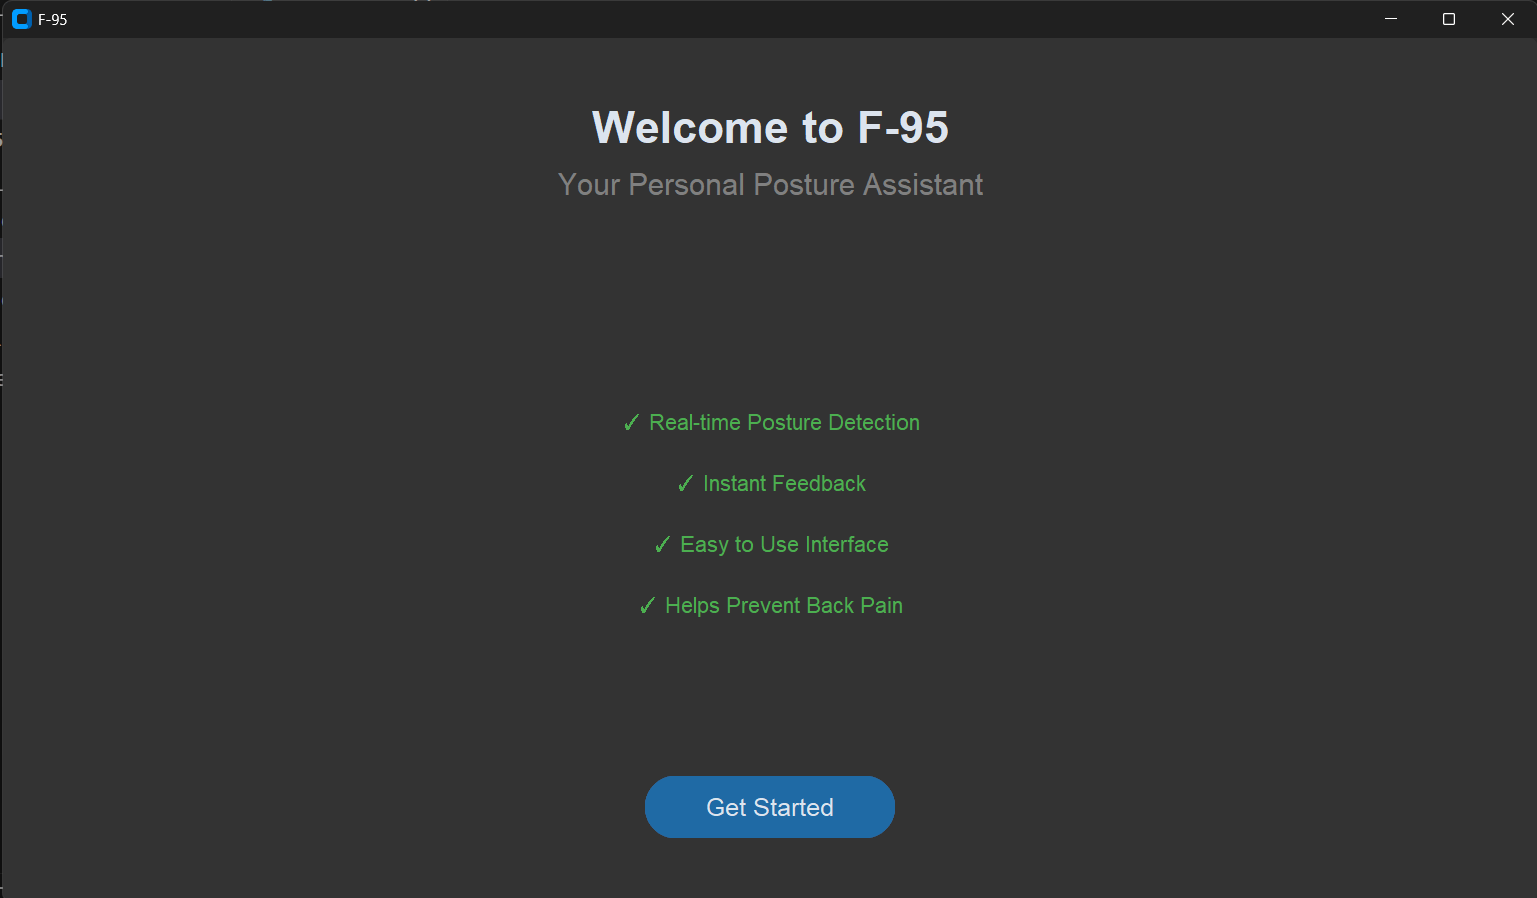 F-95
Welcome to F-95
Your Personal Posture Assistant
✓ Real-time Posture Detection
✓ Instant Feedback
✓ Easy to Use Interface
✓ Helps Prevent Back Pain
Get Started